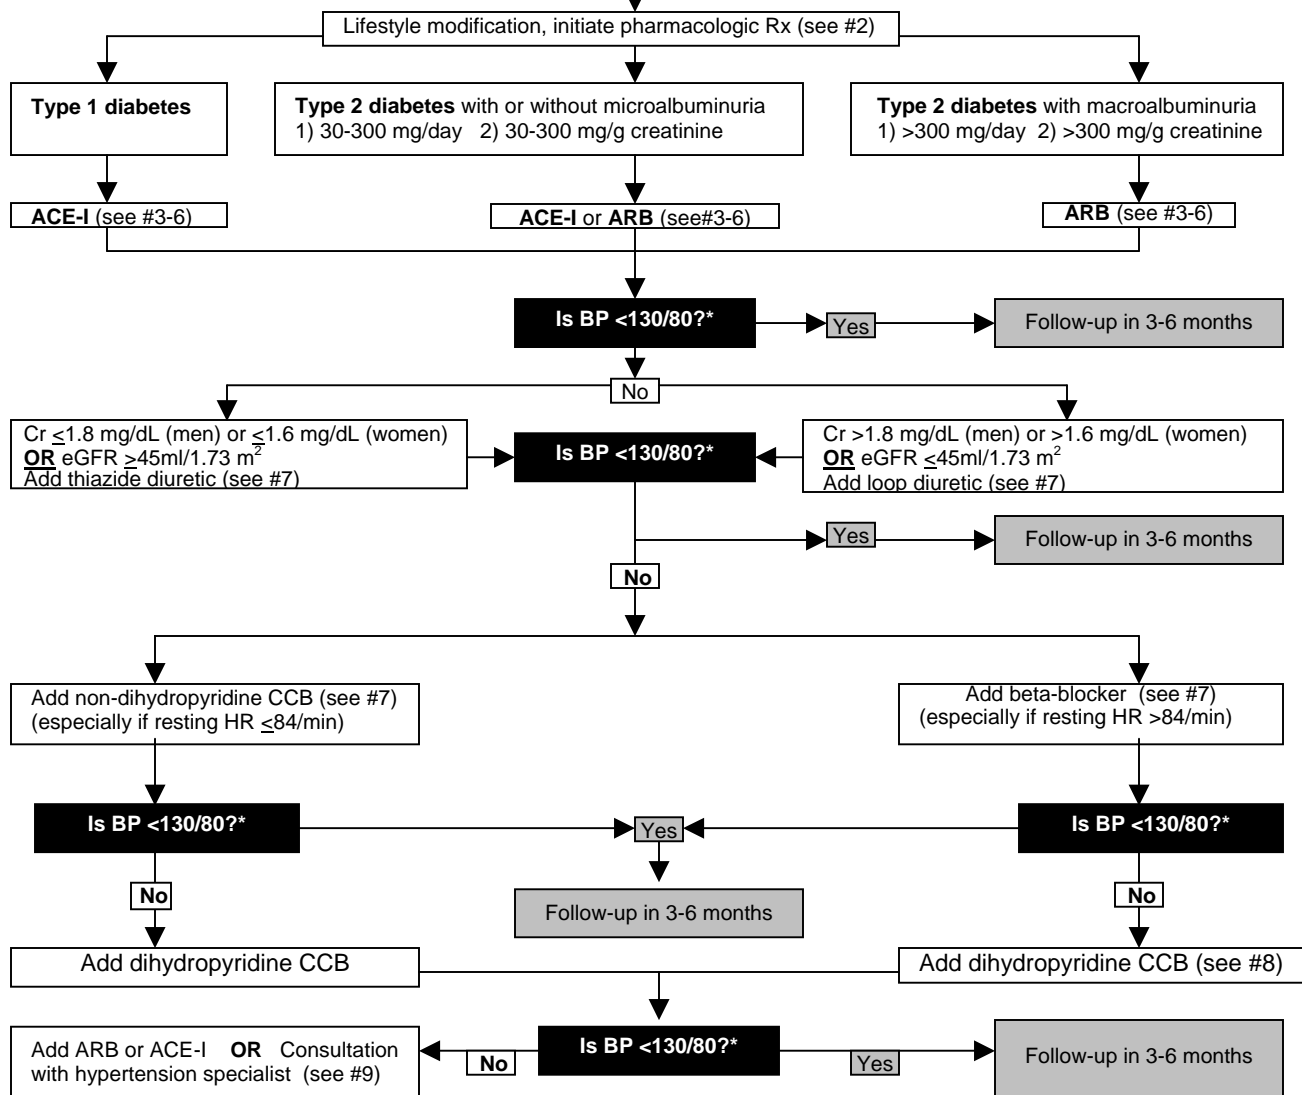 Lifestyle modification, initiate pharmacologic Rx (see #2)
Type 1 diabetes
Type 2 diabetes with or without microalbuminuria
1) 30-300 mg/day 2) 30-300 mg/g creatinine
Type 2 diabetes with macroalbuminuria
1) >300 mg/day 2) >300 mg/g creatinine
ACE-I (see #3-6)
ACE-I or ARB (see#3-6)
ARB (see #3-6)
Is BP <130/80?*
Yes
Follow-up in 3-6 months
No
Cr ≤1.8 mg/dL (men) or ≤1.6 mg/dL (women)
OR eGFR ≥45ml/1.73 m²
Add thiazide diuretic (see #7)
Is BP <130/80?*
Cr >1.8 mg/dL (men) or >1.6 mg/dL (women)
OR eGFR ≤45ml/1.73 m²
Add loop diuretic (see #7)
Yes
Follow-up in 3-6 months
No
Add non-dihydropyridine CCB (see #7)
(especially if resting HR ≤84/min)
Add beta-blocker (see #7)
(especially if resting HR >84/min)
Is BP <130/80?*
Yes
Is BP <130/80?*
No
Follow-up in 3-6 months
No
Add dihydropyridine CCB
Add dihydropyridine CCB (see #8)
Add ARB or ACE-I OR Consultation
with hypertension specialist (see #9)
No
Is BP <130/80?*
Yes
Follow-up in 3-6 months